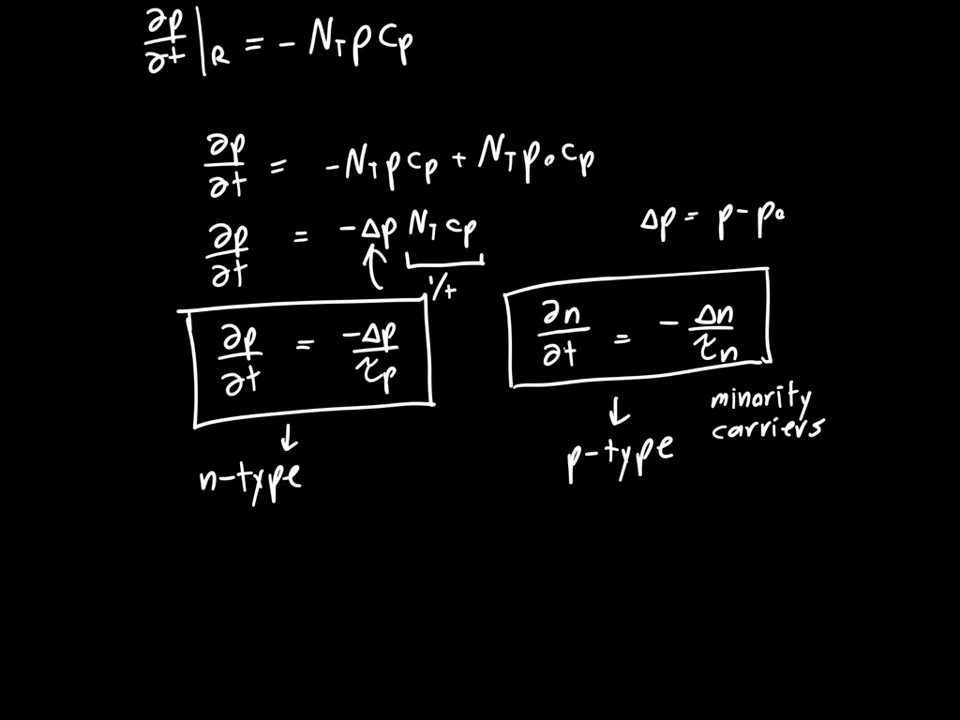 ∂p/∂t |R = - NT p Cp
∂p/∂t = -NT p Cp + NT p0 Cp
∂p/∂t = -Δp NT Cp
Δp = p - p0
1/τ
∂p/∂t = -Δp/τp
∂n/∂t = - Δn/τn
minority
carriers
n-type
p-type